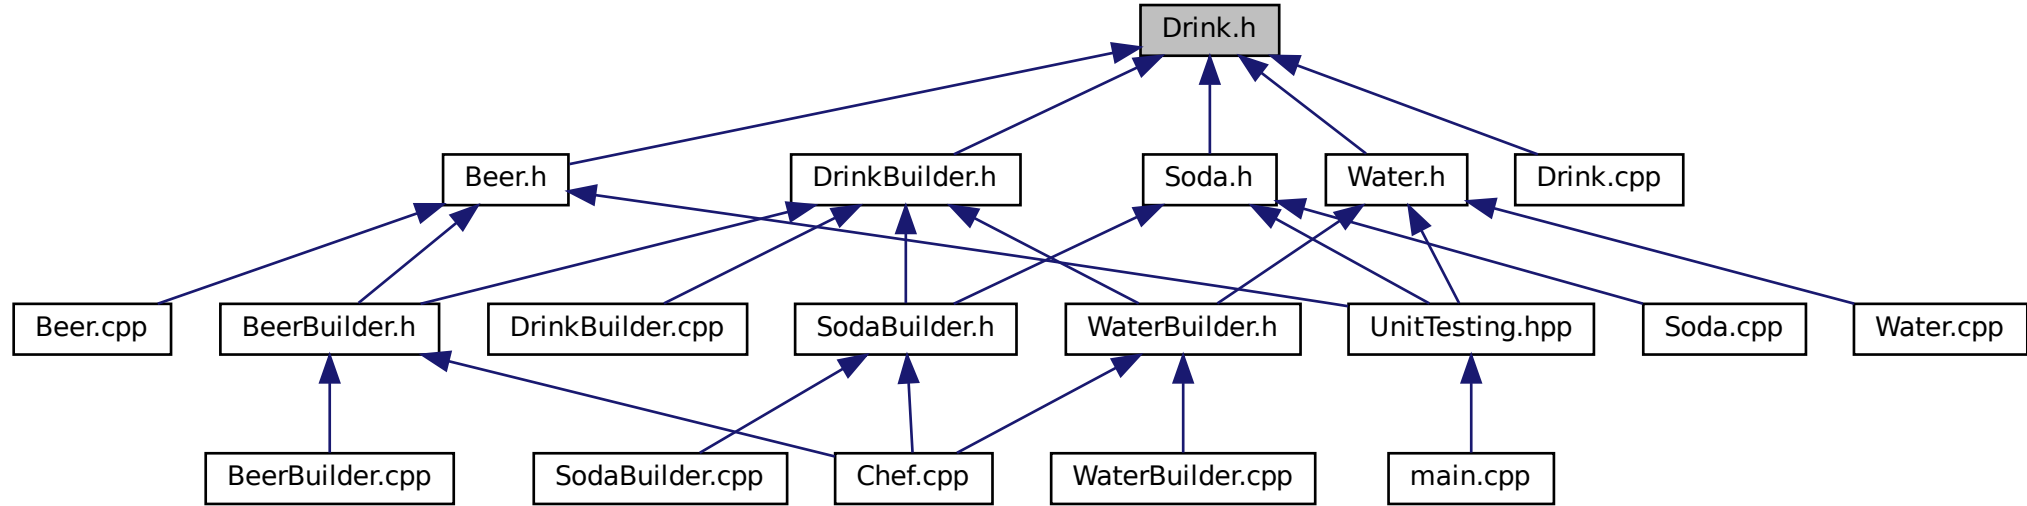 Drink.h
Beer.h
DrinkBuilder.h
Soda.h
Water.h
Drink.cpp
Beer.cpp
BeerBuilder.h
DrinkBuilder.cpp
SodaBuilder.h
WaterBuilder.h
UnitTesting.hpp
Soda.cpp
Water.cpp
BeerBuilder.cpp
SodaBuilder.cpp
Chef.cpp
WaterBuilder.cpp
main.cpp